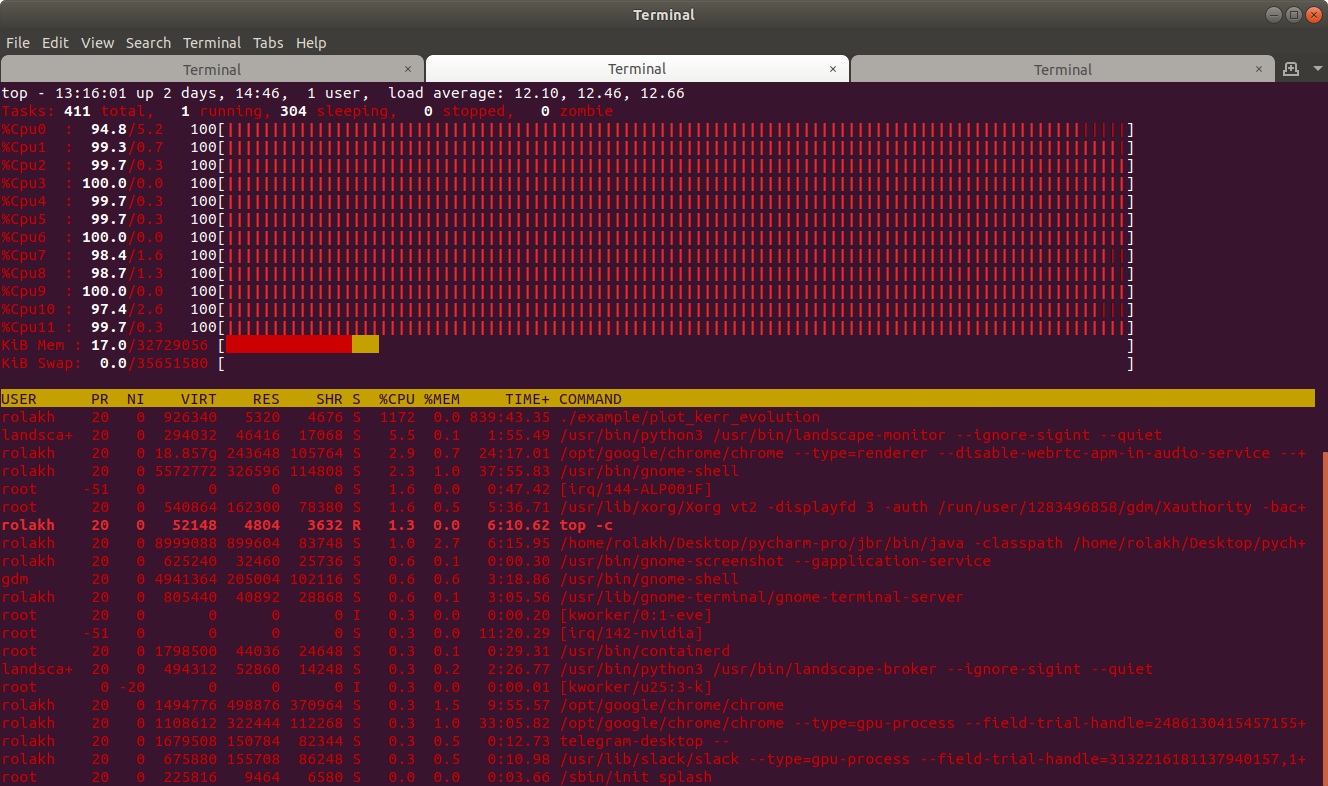 Terminal
File Edit View Search Terminal Tabs Help
Terminal × Terminal × Terminal ×
top - 13:16:01 up 2 days, 14:46,  1 user,  load average: 12.10, 12.46, 12.66
Tasks: 411 total,   1 running, 304 sleeping,   0 stopped,   0 zombie
%Cpu0  :  94.8/5.2   100[||||||||||||||||||||||||||||||||||||||||||||||||||||||||||||||||||||||||||||||||||||||||||||||||||||]
%Cpu1  :  99.3/0.7   100[||||||||||||||||||||||||||||||||||||||||||||||||||||||||||||||||||||||||||||||||||||||||||||||||||||]
%Cpu2  :  99.7/0.3   100[||||||||||||||||||||||||||||||||||||||||||||||||||||||||||||||||||||||||||||||||||||||||||||||||||||]
%Cpu3  : 100.0/0.0   100[||||||||||||||||||||||||||||||||||||||||||||||||||||||||||||||||||||||||||||||||||||||||||||||||||||]
%Cpu4  :  99.7/0.3   100[||||||||||||||||||||||||||||||||||||||||||||||||||||||||||||||||||||||||||||||||||||||||||||||||||||]
%Cpu5  :  99.7/0.3   100[||||||||||||||||||||||||||||||||||||||||||||||||||||||||||||||||||||||||||||||||||||||||||||||||||||]
%Cpu6  : 100.0/0.0   100[||||||||||||||||||||||||||||||||||||||||||||||||||||||||||||||||||||||||||||||||||||||||||||||||||||]
%Cpu7  :  98.4/1.6   100[||||||||||||||||||||||||||||||||||||||||||||||||||||||||||||||||||||||||||||||||||||||||||||||||||||]
%Cpu8  :  98.7/1.3   100[||||||||||||||||||||||||||||||||||||||||||||||||||||||||||||||||||||||||||||||||||||||||||||||||||||]
%Cpu9  : 100.0/0.0   100[||||||||||||||||||||||||||||||||||||||||||||||||||||||||||||||||||||||||||||||||||||||||||||||||||||]
%Cpu10 :  97.4/2.6   100[||||||||||||||||||||||||||||||||||||||||||||||||||||||||||||||||||||||||||||||||||||||||||||||||||||]
%Cpu11 :  99.7/0.3   100[||||||||||||||||||||||||||||||||||||||||||||||||||||||||||||||||||||||||||||||||||||||||||||||||||||]
KiB Mem : 17.0/32729056 [ ]
KiB Swap:  0.0/35651580 [ ]
USER      PR  NI    VIRT    RES    SHR S  %CPU %MEM     TIME+ COMMAND
rolakh    20   0  926340   5320   4676 S  1172  0.0 839:43.35 ./example/plot_kerr_evolution
landsca+  20   0  294032  46416  17068 S   5.5  0.1   1:55.49 /usr/bin/python3 /usr/bin/landscape-monitor --ignore-sigint --quiet
rolakh    20   0 18.857g 243648 105764 S   2.9  0.7  24:17.01 /opt/google/chrome/chrome --type=renderer --disable-webrtc-apm-in-audio-service --+
rolakh    20   0 5572772 326596 114808 S   2.3  1.0  37:55.83 /usr/bin/gnome-shell
root     -51   0       0      0      0 S   1.6  0.0   0:47.42 [irq/144-ALP001F]
root      20   0  540864 162300  78380 S   1.6  0.5   5:36.71 /usr/lib/xorg/Xorg vt2 -displayfd 3 -auth /run/user/1283496858/gdm/Xauthority -bac+
rolakh    20   0   52148   4804   3632 R   1.3  0.0   6:10.62 top -c
rolakh    20   0 8999088 899604  83748 S   1.0  2.7   6:15.95 /home/rolakh/Desktop/pycharm-pro/jbr/bin/java -classpath /home/rolakh/Desktop/pych+
rolakh    20   0  625240  32460  25736 S   0.6  0.1   0:00.30 /usr/bin/gnome-screenshot --gapplication-service
gdm       20   0 4941364 205004 102116 S   0.6  0.6   3:18.86 /usr/bin/gnome-shell
rolakh    20   0  805440  40892  28868 S   0.6  0.1   3:05.56 /usr/lib/gnome-terminal/gnome-terminal-server
root      20   0       0      0      0 I   0.3  0.0   0:00.20 [kworker/0:1-eve]
root     -51   0       0      0      0 S   0.3  0.0  11:20.29 [irq/142-nvidia]
root      20   0 1798500  44036  24648 S   0.3  0.1   0:29.31 /usr/bin/containerd
landsca+  20   0  494312  52860  14248 S   0.3  0.2   2:26.77 /usr/bin/python3 /usr/bin/landscape-broker --ignore-sigint --quiet
root       0 -20       0      0      0 I   0.3  0.0   0:00.01 [kworker/u25:3-k]
rolakh    20   0 1494776 498876 370964 S   0.3  1.5   9:55.57 /opt/google/chrome/chrome
rolakh    20   0 1108612 322444 112268 S   0.3  1.0  33:05.82 /opt/google/chrome/chrome --type=gpu-process --field-trial-handle=2486130415457155+
rolakh    20   0 1679508 150784  82344 S   0.3  0.5   0:12.73 telegram-desktop --
rolakh    20   0  675880 155708  86248 S   0.3  0.5   0:10.98 /usr/lib/slack/slack --type=gpu-process --field-trial-handle=3132216181137940157,1+
root      20   0  225816   9464   6580 S   0.0  0.0   0:03.66 /sbin/init splash